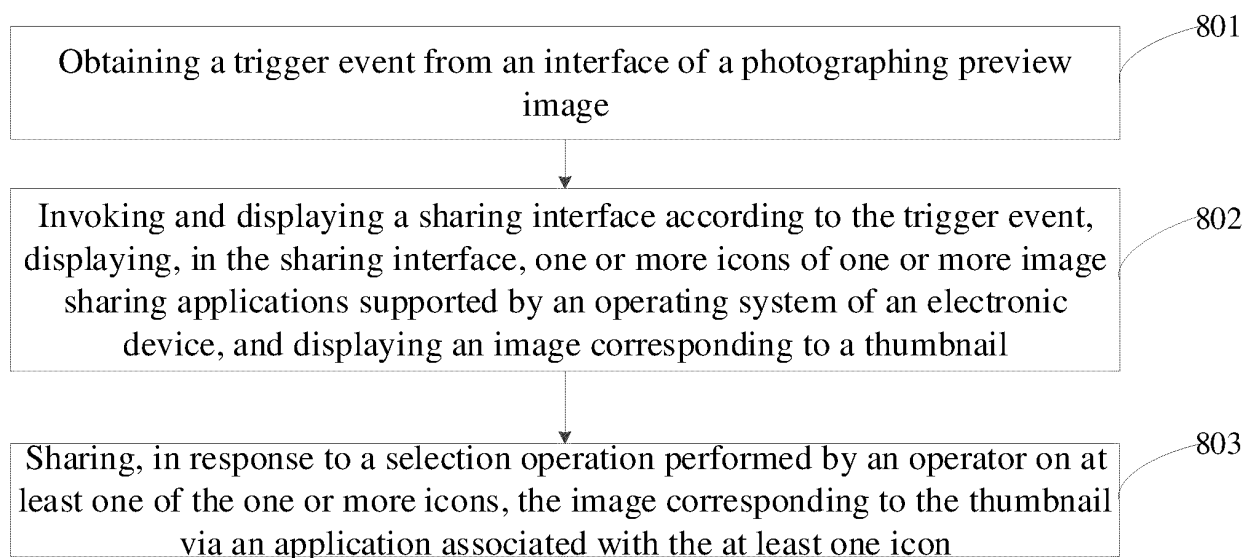 801
Obtaining a trigger event from an interface of a photographing preview
image
802
Invoking and displaying a sharing interface according to the trigger event,
displaying, in the sharing interface, one or more icons of one or more image
sharing applications supported by an operating system of an electronic
device, and displaying an image corresponding to a thumbnail
803
Sharing, in response to a selection operation performed by an operator on at
least one of the one or more icons, the image corresponding to the thumbnail
via an application associated with the at least one icon